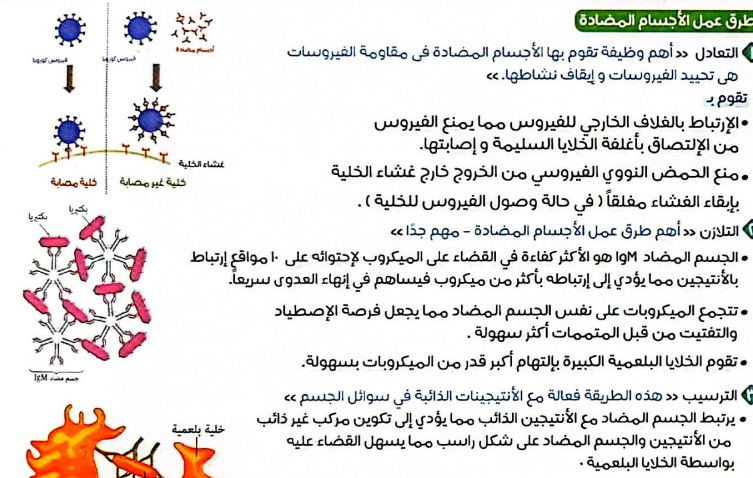 طرق عمل الأجسام المضادة
١ التعادل << أهم وظيفة تقوم بها الأجسام المضادة في مقاومة الفيروسات
هي تحييد الفيروسات و إيقاف نشاطها. >>
تقوم بـ
• الإرتباط بالغلاف الخارجي للفيروس مما يمنع الفيروس
من الإلتصاق بأغلفة الخلايا السليمة و إصابتها.
• منع الحمض النووي الفيروسي من الخروج خارج غشاء الخلية
بإبقاء الغشاء مغلقاً ( في حالة وصول الفيروس للخلية ) .
أجسام مضادة
فيروس كورونا
فيروس كورونا
غشاء الخلية
خلية غير مصابة
خلية مصابة
٢ التلازن << أهم طرق عمل الأجسام المضادة - مهم جدًا >>
• الجسم المضاد IgM هو الأكثر كفاءة في القضاء على الميكروب لإحتوائه على ١٠ مواقع إرتباط
بالأنتيجين مما يؤدي إلى إرتباطه بأكثر من ميكروب فيساهم في إنهاء العدوى سريعاً.
• تتجمع الميكروبات على نفس الجسم المضاد مما يجعل فرصة الإصطياد
والتفتيت من قبل المتممات أكثر سهولة .
• تقوم الخلايا البلعمية الكبيرة بإلتهام أكبر قدر من الميكروبات بسهولة.
بكتيريا
بكتيريا
جسم مضاد IgM
٣ الترسيب << هذه الطريقة فعالة مع الأنتيجينات الذائبة في سوائل الجسم >>
• يرتبط الجسم المضاد مع الأنتيجين الذائب مما يؤدي إلى تكوين مركب غير ذائب
من الأنتيجين والجسم المضاد على شكل راسب مما يسهل القضاء عليه
بواسطة الخلايا البلعمية .
خلية بلعمية